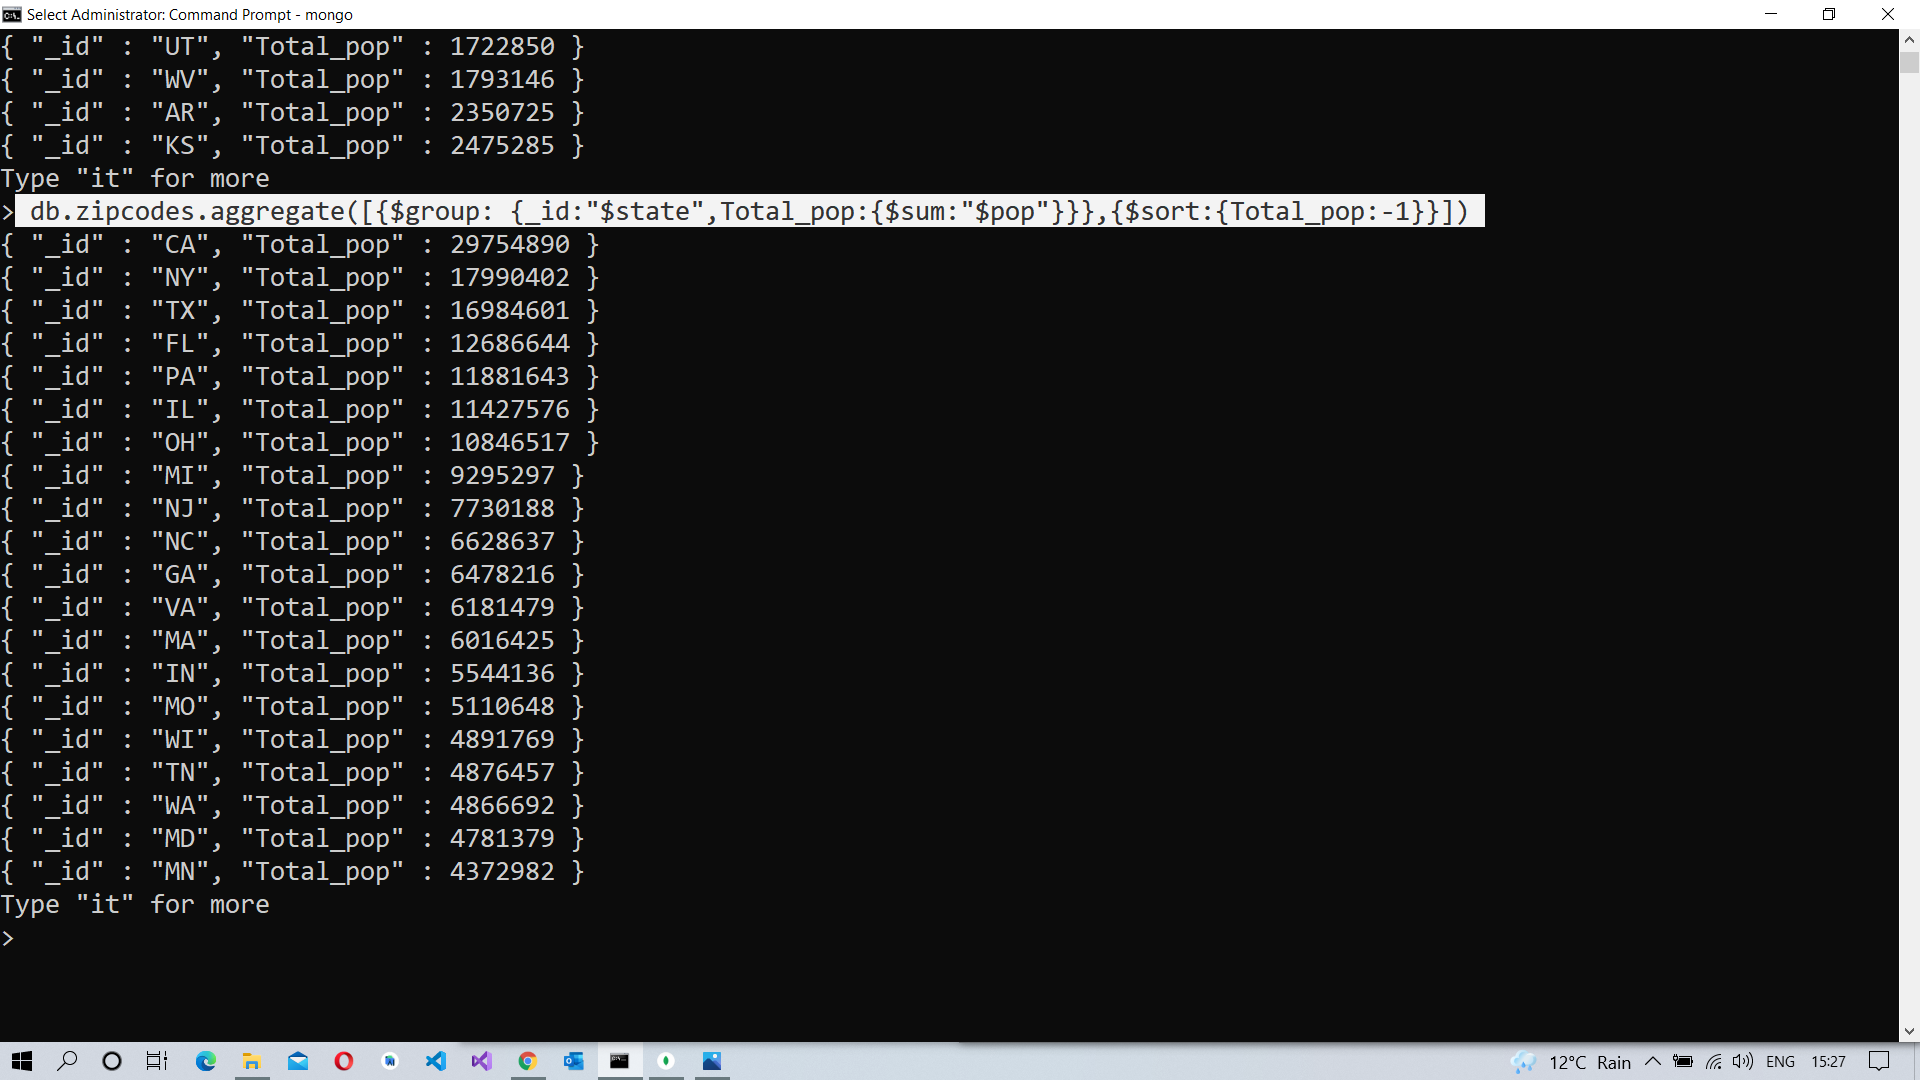 Select Administrator: Command Prompt - mongo
{ "_id" : "UT", "Total_pop" : 1722850 }
{ "_id" : "WV", "Total_pop" : 1793146 }
{ "_id" : "AR", "Total_pop" : 2350725 }
{ "_id" : "KS", "Total_pop" : 2475285 }
Type "it" for more
> db.zipcodes.aggregate([{$group: {_id:"$state",Total_pop:{$sum:"$pop"}}},{$sort:{Total_pop:-1}}])
{ "_id" : "CA", "Total_pop" : 29754890 }
{ "_id" : "NY", "Total_pop" : 17990402 }
{ "_id" : "TX", "Total_pop" : 16984601 }
{ "_id" : "FL", "Total_pop" : 12686644 }
{ "_id" : "PA", "Total_pop" : 11881643 }
{ "_id" : "IL", "Total_pop" : 11427576 }
{ "_id" : "OH", "Total_pop" : 10846517 }
{ "_id" : "MI", "Total_pop" : 9295297 }
{ "_id" : "NJ", "Total_pop" : 7730188 }
{ "_id" : "NC", "Total_pop" : 6628637 }
{ "_id" : "GA", "Total_pop" : 6478216 }
{ "_id" : "VA", "Total_pop" : 6181479 }
{ "_id" : "MA", "Total_pop" : 6016425 }
{ "_id" : "IN", "Total_pop" : 5544136 }
{ "_id" : "MO", "Total_pop" : 5110648 }
{ "_id" : "WI", "Total_pop" : 4891769 }
{ "_id" : "TN", "Total_pop" : 4876457 }
{ "_id" : "WA", "Total_pop" : 4866692 }
{ "_id" : "MD", "Total_pop" : 4781379 }
{ "_id" : "MN", "Total_pop" : 4372982 }
Type "it" for more
>
12°C Rain ENG 15:27